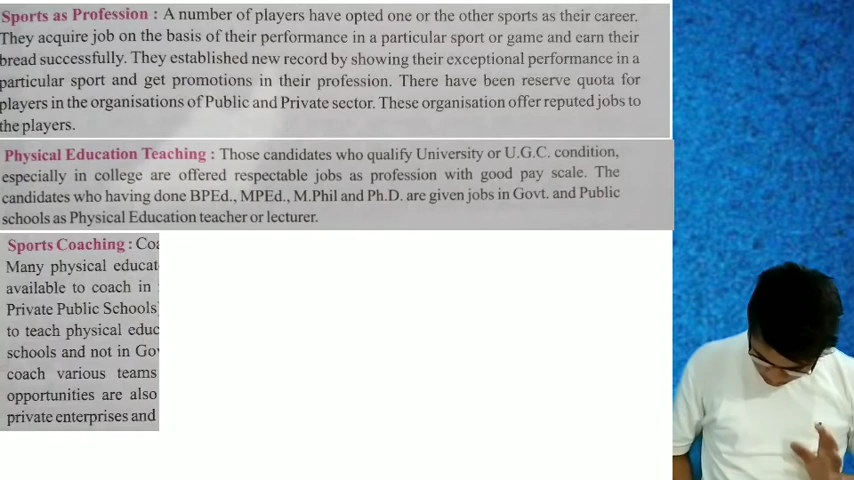 Sports as Profession : A number of players have opted one or the other sports as their career.
They acquire job on the basis of their performance in a particular sport or game and earn their
bread successfully. They established new record by showing their exceptional performance in a
particular sport and get promotions in their profession. There have been reserve quota for
players in the organisations of Public and Private sector. These organisation offer reputed jobs to
the players.
Physical Education Teaching : Those candidates who qualify University or U.G.C. condition,
especially in college are offered respectable jobs as profession with good pay scale. The
candidates who having done BPEd., MPEd., M.Phil and Ph.D. are given jobs in Govt. and Public
schools as Physical Education teacher or lecturer.
Sports Coaching : Coa
Many physical educat
available to coach in
Private Public Schools
to teach physical educ
schools and not in Gov
coach various teams
opportunities are also
private enterprises and